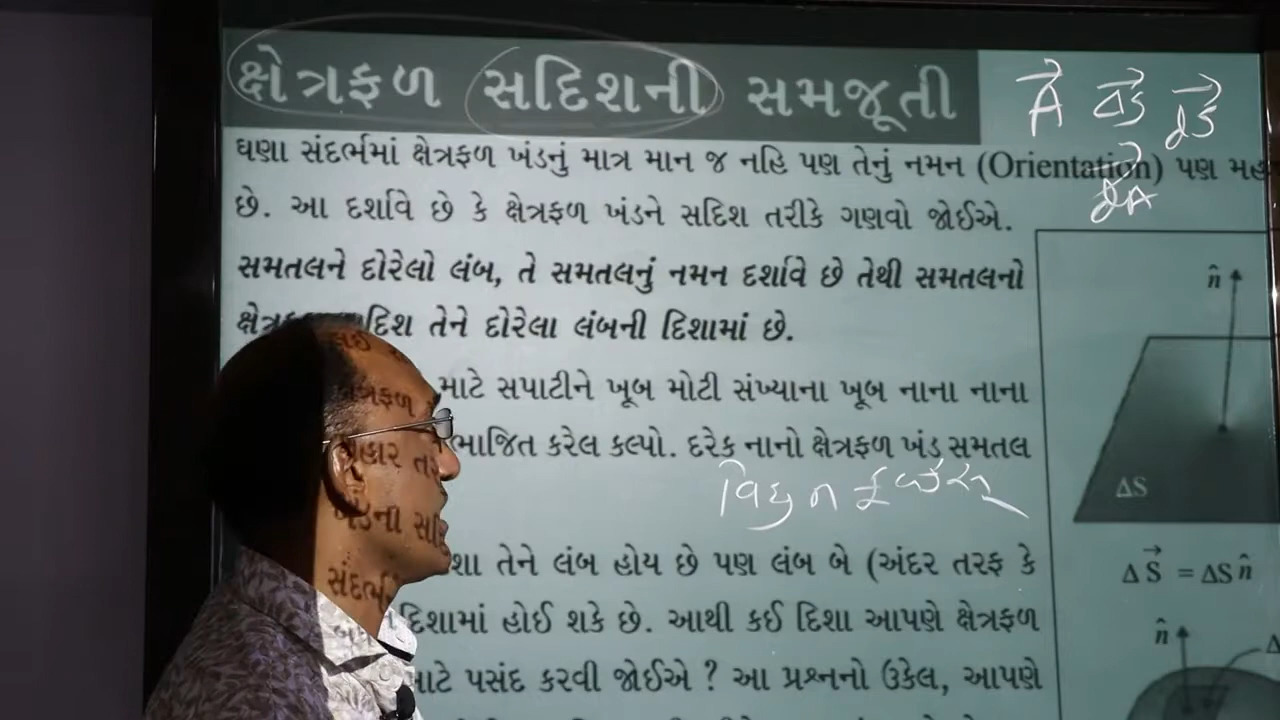 ક્ષેત્રફળ સદિશની સમજૂતી
A ΔS dS
dA
ઘણા સંદર્ભમાં ક્ષેત્રફળ ખંડનું માત્ર માન જ નહિ પણ તેનું નમન (Orientation) પણ
છે. આ દર્શાવે છે કે ક્ષેત્રફળ ખંડને સદિશ તરીકે ગણવો જોઈએ.
સમતલને દોરેલો લંબ, તે સમતલનું નમન દર્શાવે છે તેથી સમતલનો
તેને દોરેલા લંબની દિશામાં છે.
માટે સપાટીને ખૂબ મોટી સંખ્યાના ખૂબ નાના નાના
કરેલ કલ્પો. દરેક નાનો ક્ષેત્રફળ ખંડ સમતલ
તેને લંબ હોય છે પણ લંબ બે (અંદર તરફ કે
દિશામાં હોઈ શકે છે. આથી કઈ દિશા આપણે ક્ષેત્રફળ
પસંદ કરવી જોઈએ ? આ પ્રશ્નનો ઉકેલ, આપણે
n̂
ΔS
ΔS⃗ = ΔS n̂
n̂